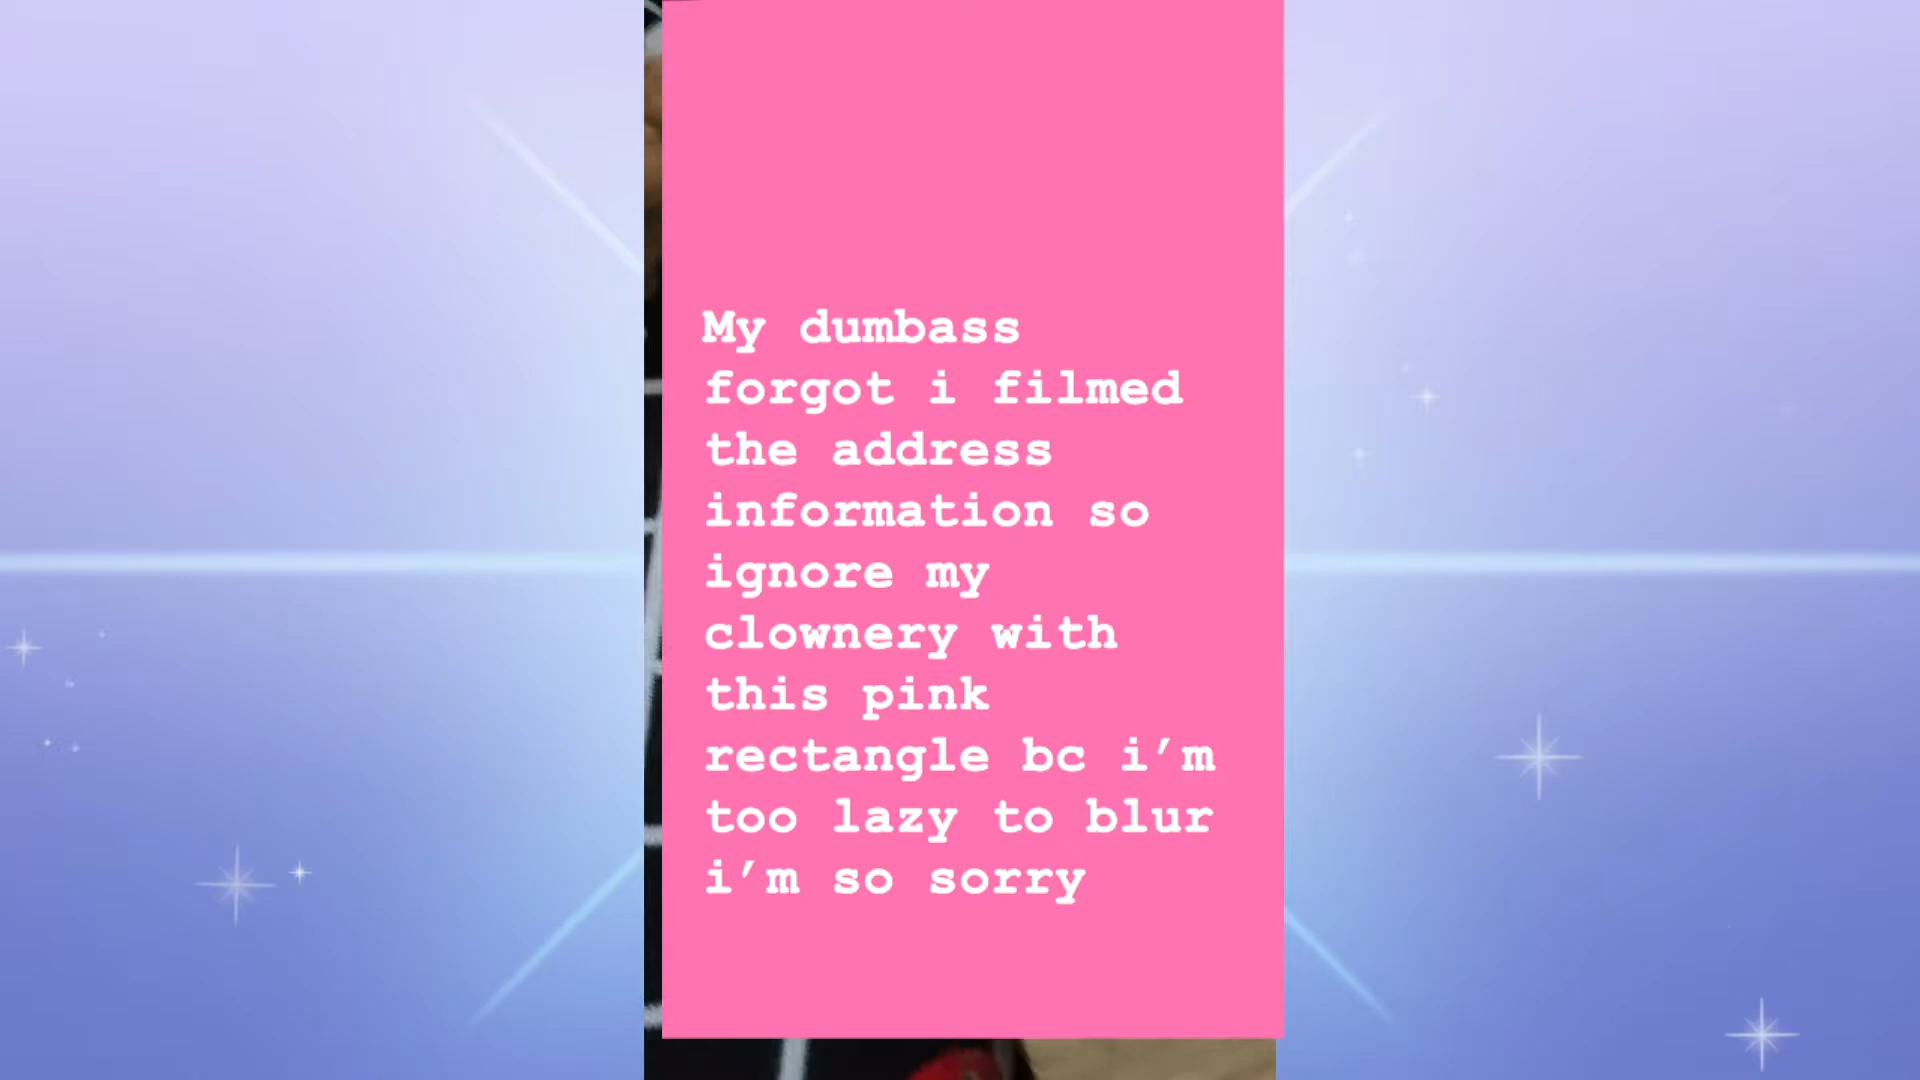 My dumbass
forgot i filmed
the address
information so
ignore my
clownery with
this pink
rectangle bc i’m
too lazy to blur
i’m so sorry